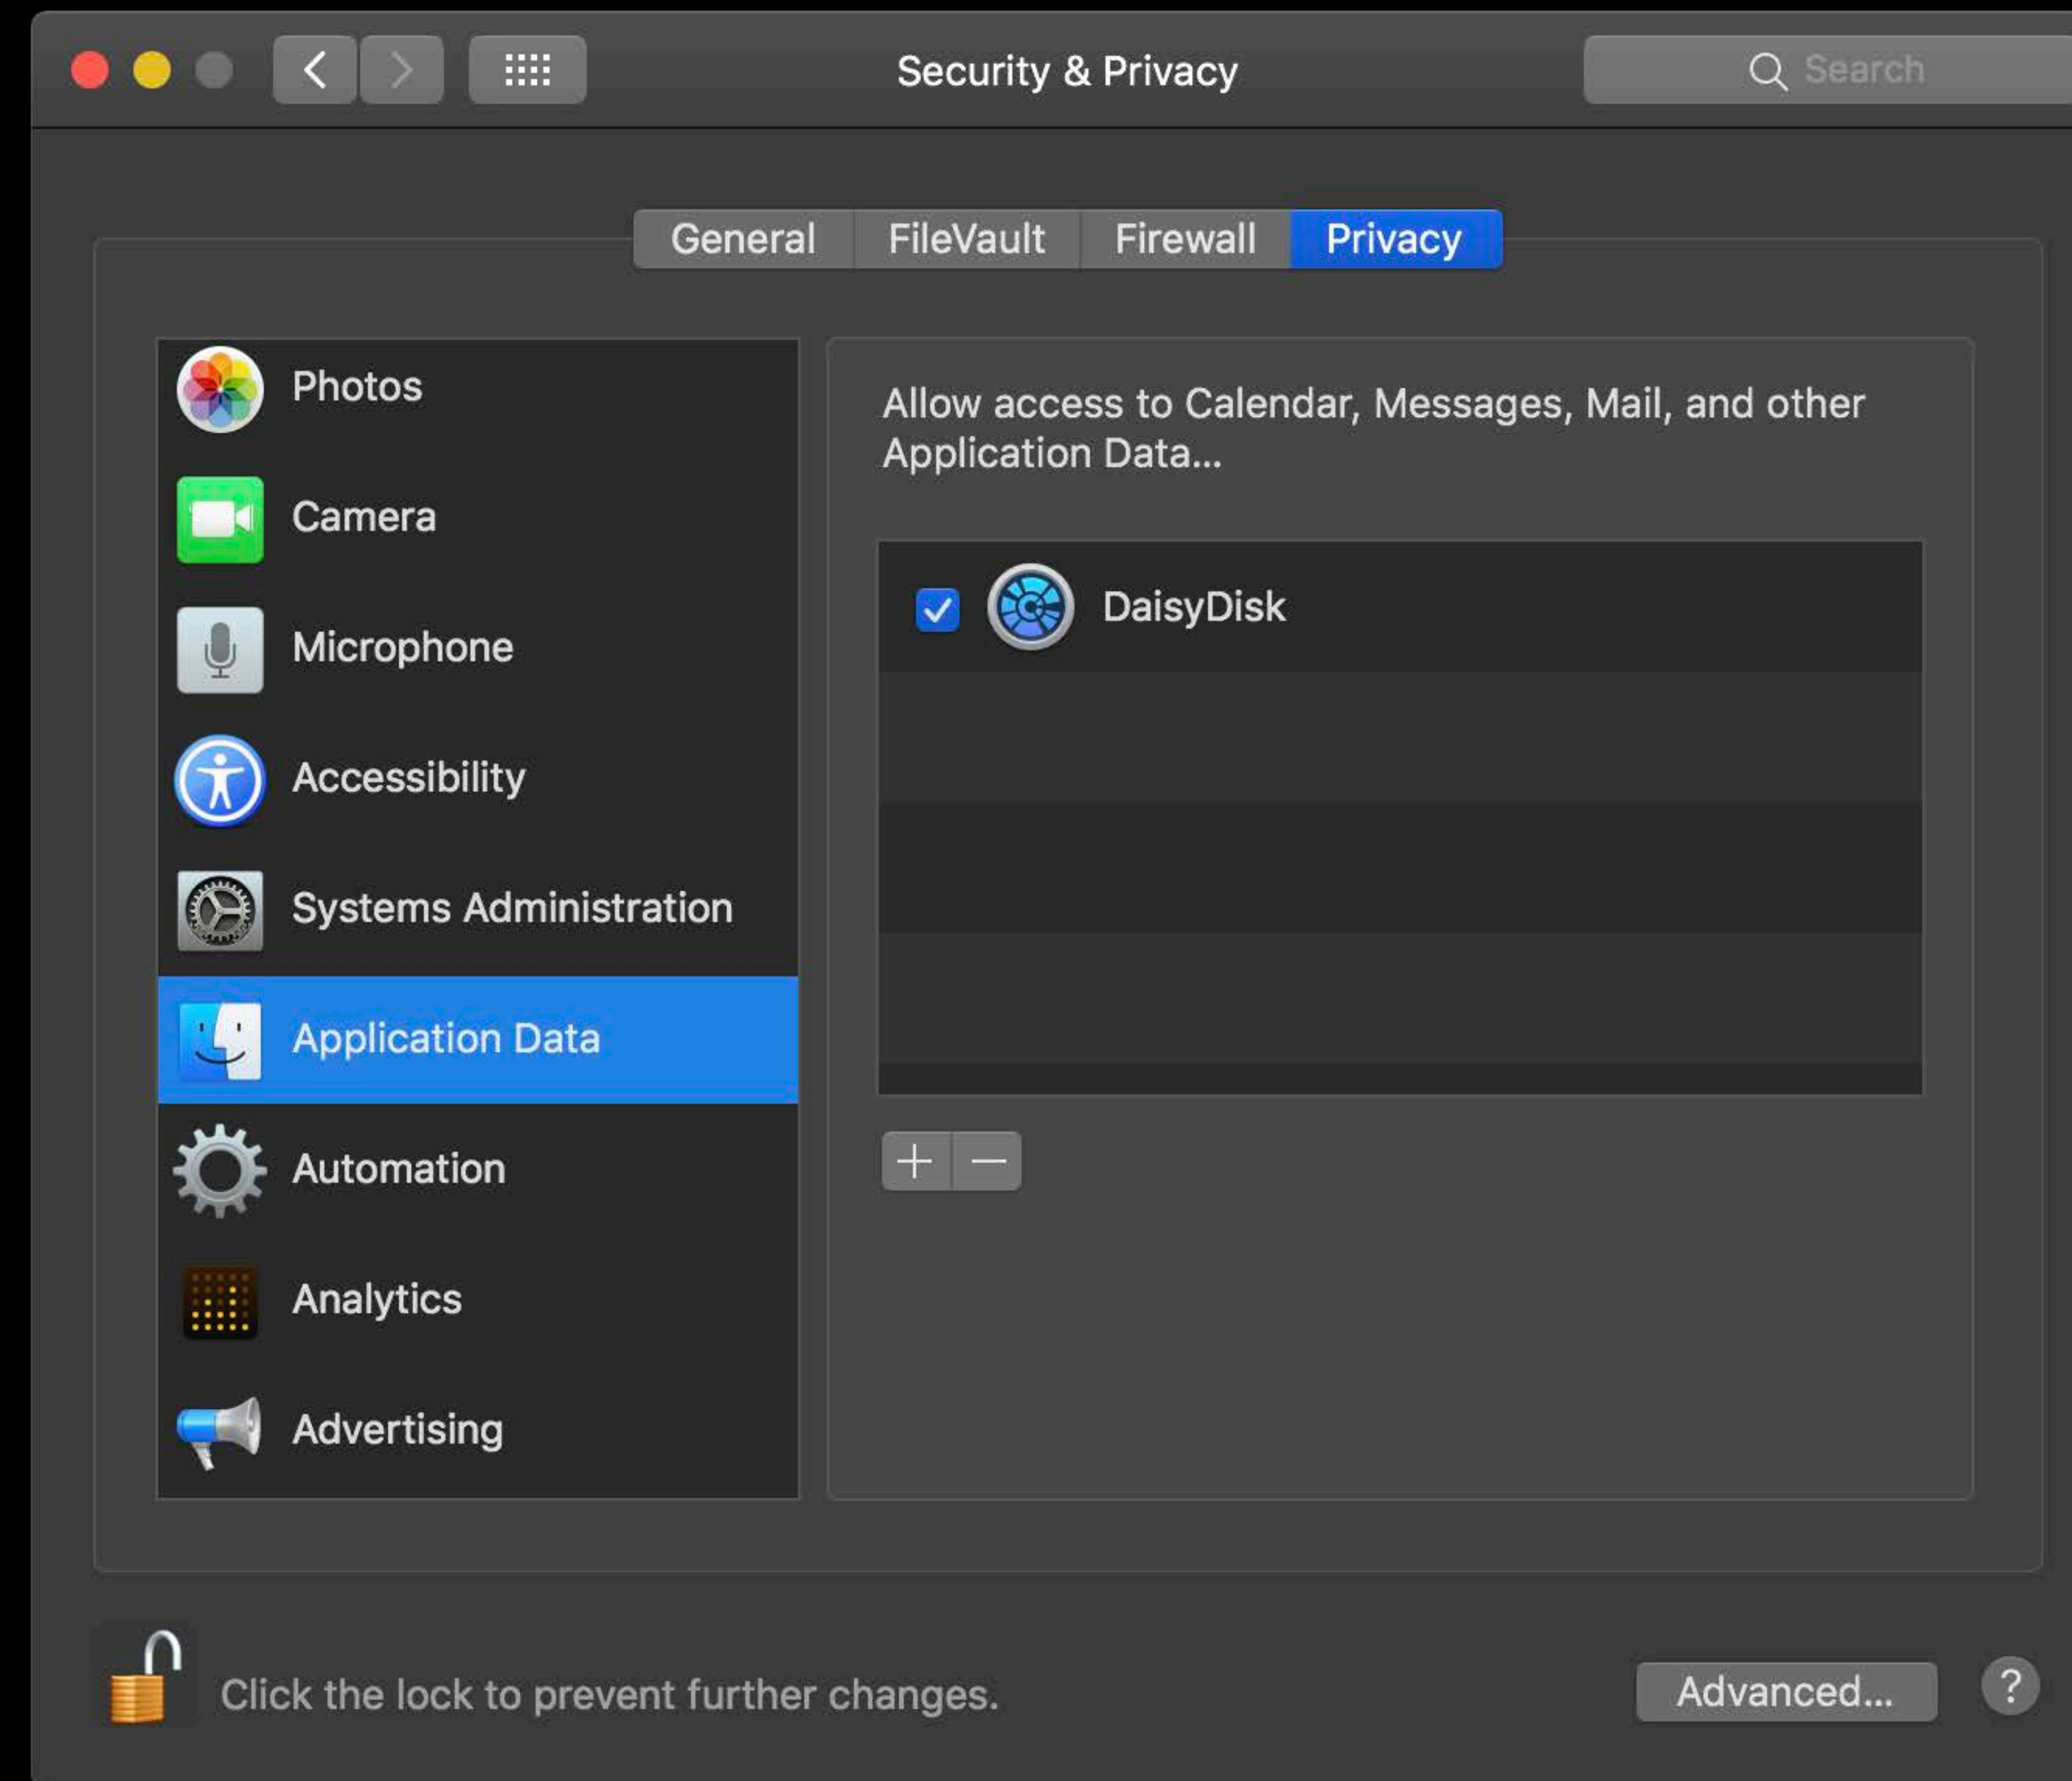 Security & Privacy
Search
General
FileVault
Firewall
Privacy
Photos
Camera
Microphone
Accessibility
Systems Administration
Application Data
Automation
Analytics
Advertising
Allow access to Calendar, Messages, Mail, and other
Application Data...
DaisyDisk
Click the lock to prevent further changes.
Advanced...
?